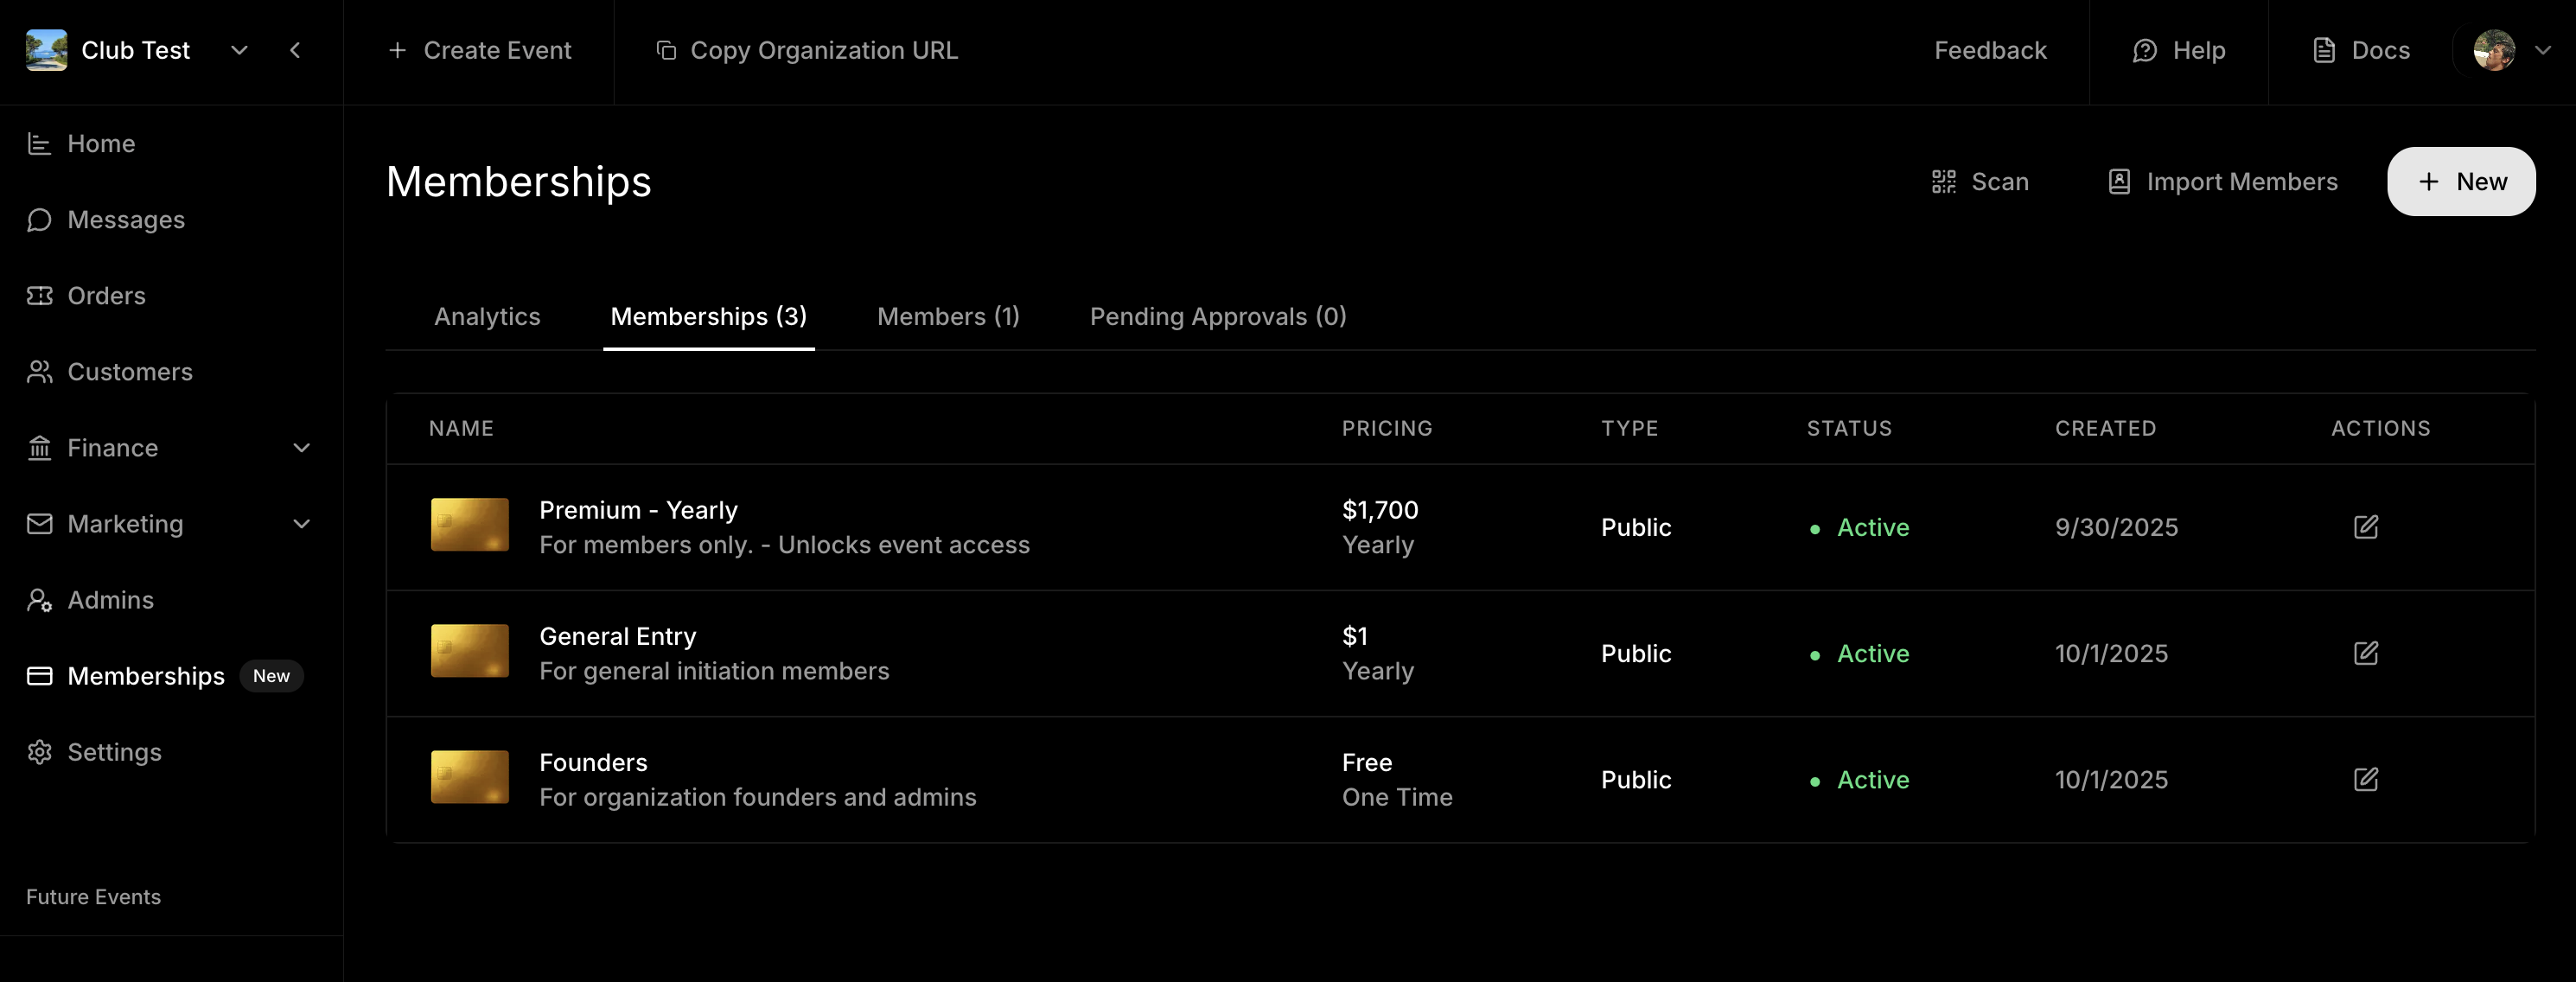 Club Test
Create Event
Copy Organization URL
Feedback
Help
Docs
Home
Messages
Orders
Customers
Finance
Marketing
Admins
Memberships New
Settings
Future Events
Memberships
Scan
Import Members
New
Analytics
Memberships (3)
Members (1)
Pending Approvals (0)
NAME PRICING TYPE STATUS CREATED ACTIONS
Premium - Yearly
For members only. - Unlocks event access
$1,700
Yearly
Public
Active
9/30/2025
General Entry
For general initiation members
$1
Yearly
Public
Active
10/1/2025
Founders
For organization founders and admins
Free
One Time
Public
Active
10/1/2025